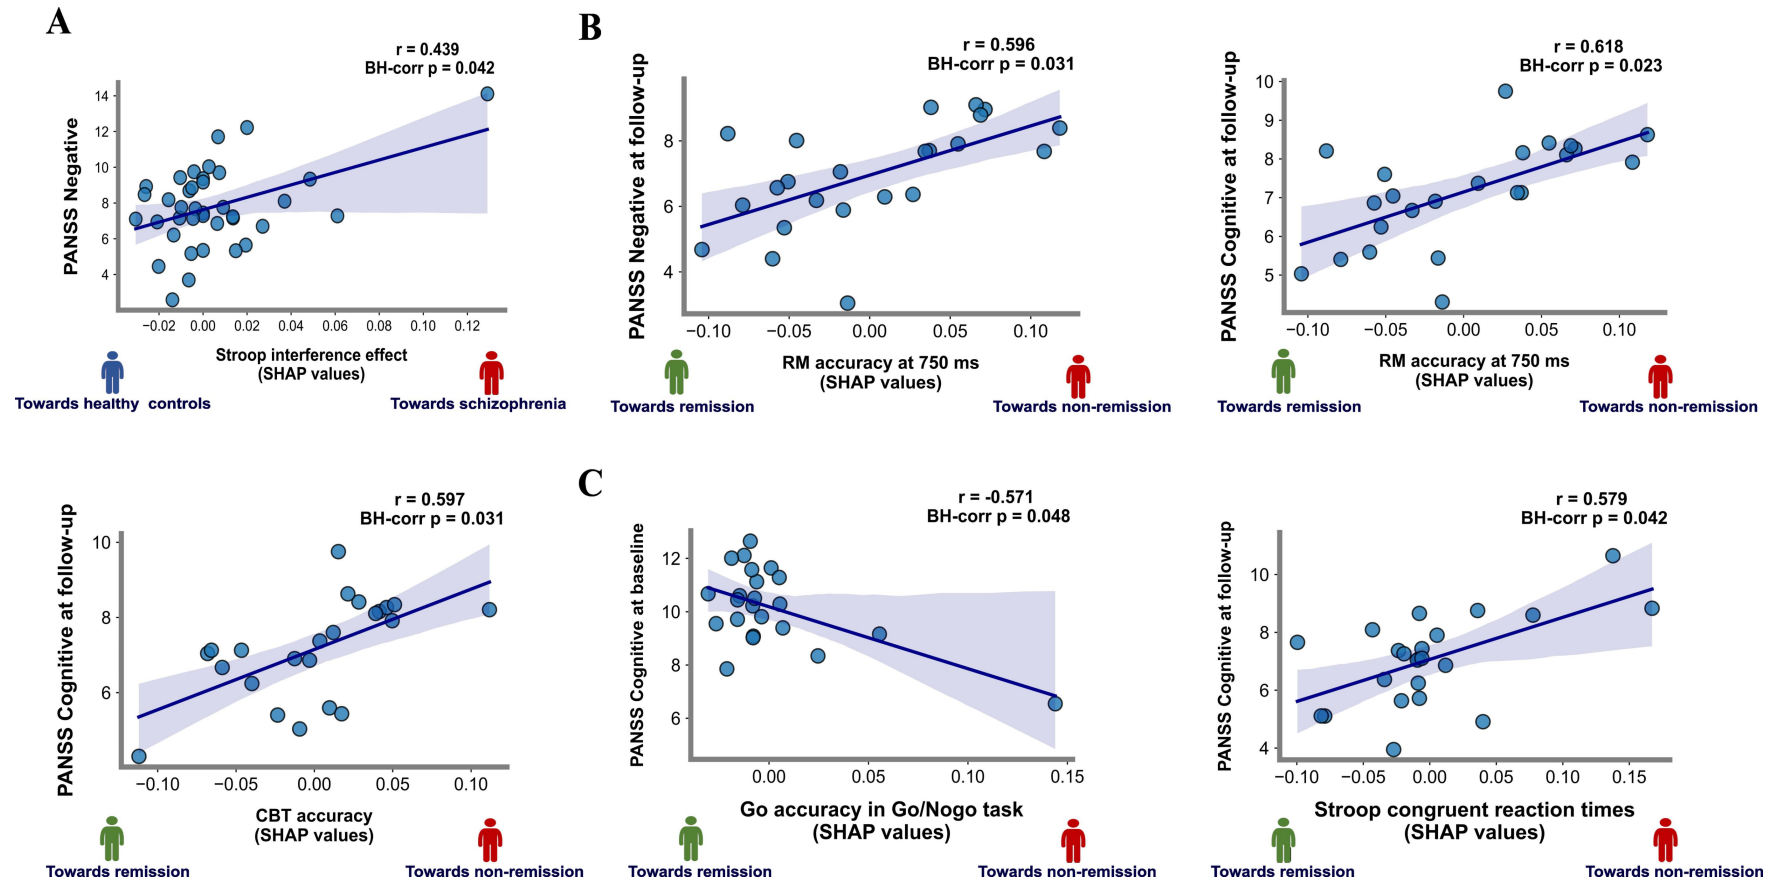 A
r = 0.439
BH-corr p = 0.042
PANSS Negative
14
12
10
8
6
4
−0.02 0.00 0.02 0.04 0.06 0.08 0.10 0.12
Stroop interference effect
(SHAP values)
Towards healthy controls
Towards schizophrenia
B
r = 0.596
BH-corr p = 0.031
PANSS Negative at follow-up
8
6
4
−0.10 −0.05 0.00 0.05 0.10
RM accuracy at 750 ms
(SHAP values)
Towards remission
Towards non-remission
r = 0.618
BH-corr p = 0.023
PANSS Cognitive at follow-up
10
9
8
7
6
5
−0.10 −0.05 0.00 0.05 0.10
RM accuracy at 750 ms
(SHAP values)
Towards remission
Towards non-remission
r = 0.597
BH-corr p = 0.031
PANSS Cognitive at follow-up
10
8
6
−0.10 −0.05 0.00 0.05 0.10
CBT accuracy
(SHAP values)
Towards remission
Towards non-remission
C
r = -0.571
BH-corr p = 0.048
PANSS Cognitive at baseline
12
10
8
6
0.00 0.05 0.10 0.15
Go accuracy in Go/Nogo task
(SHAP values)
Towards remission
Towards non-remission
r = 0.579
BH-corr p = 0.042
PANSS Cognitive at follow-up
10
8
6
4
−0.10 −0.05 0.00 0.05 0.10 0.15
Stroop congruent reaction times
(SHAP values)
Towards remission
Towards non-remission